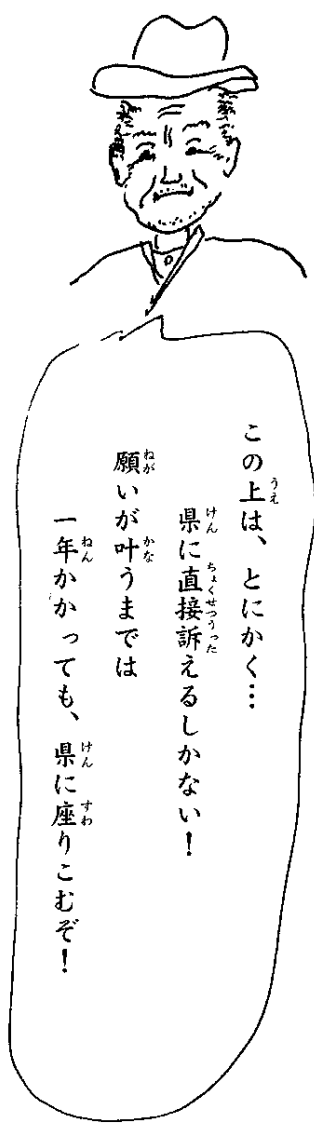 この上は、とにかく…
県に直接訴えるしかない！
願いが叶うまでは
一年かかっても、県に座りこむぞ！